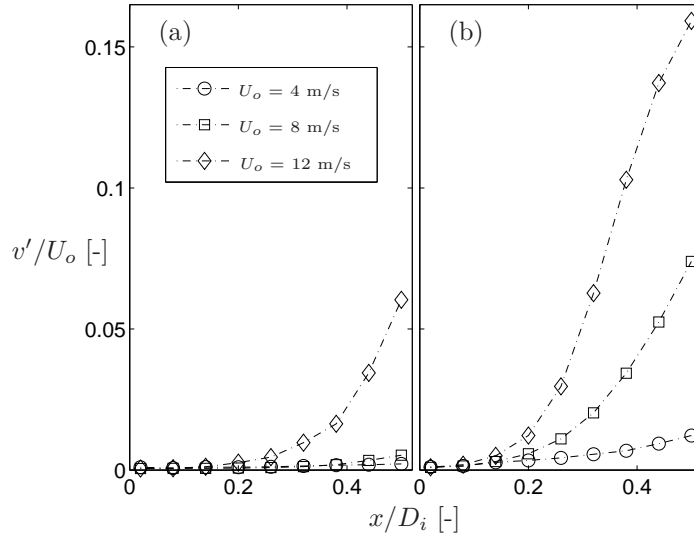 (a)
(b)
U_o = 4 m/s
U_o = 8 m/s
U_o = 12 m/s
v′/U_o [-]
0.15
0.1
0.05
0
0 0.2 0.4
0 0.2 0.4
x/D_i [-]